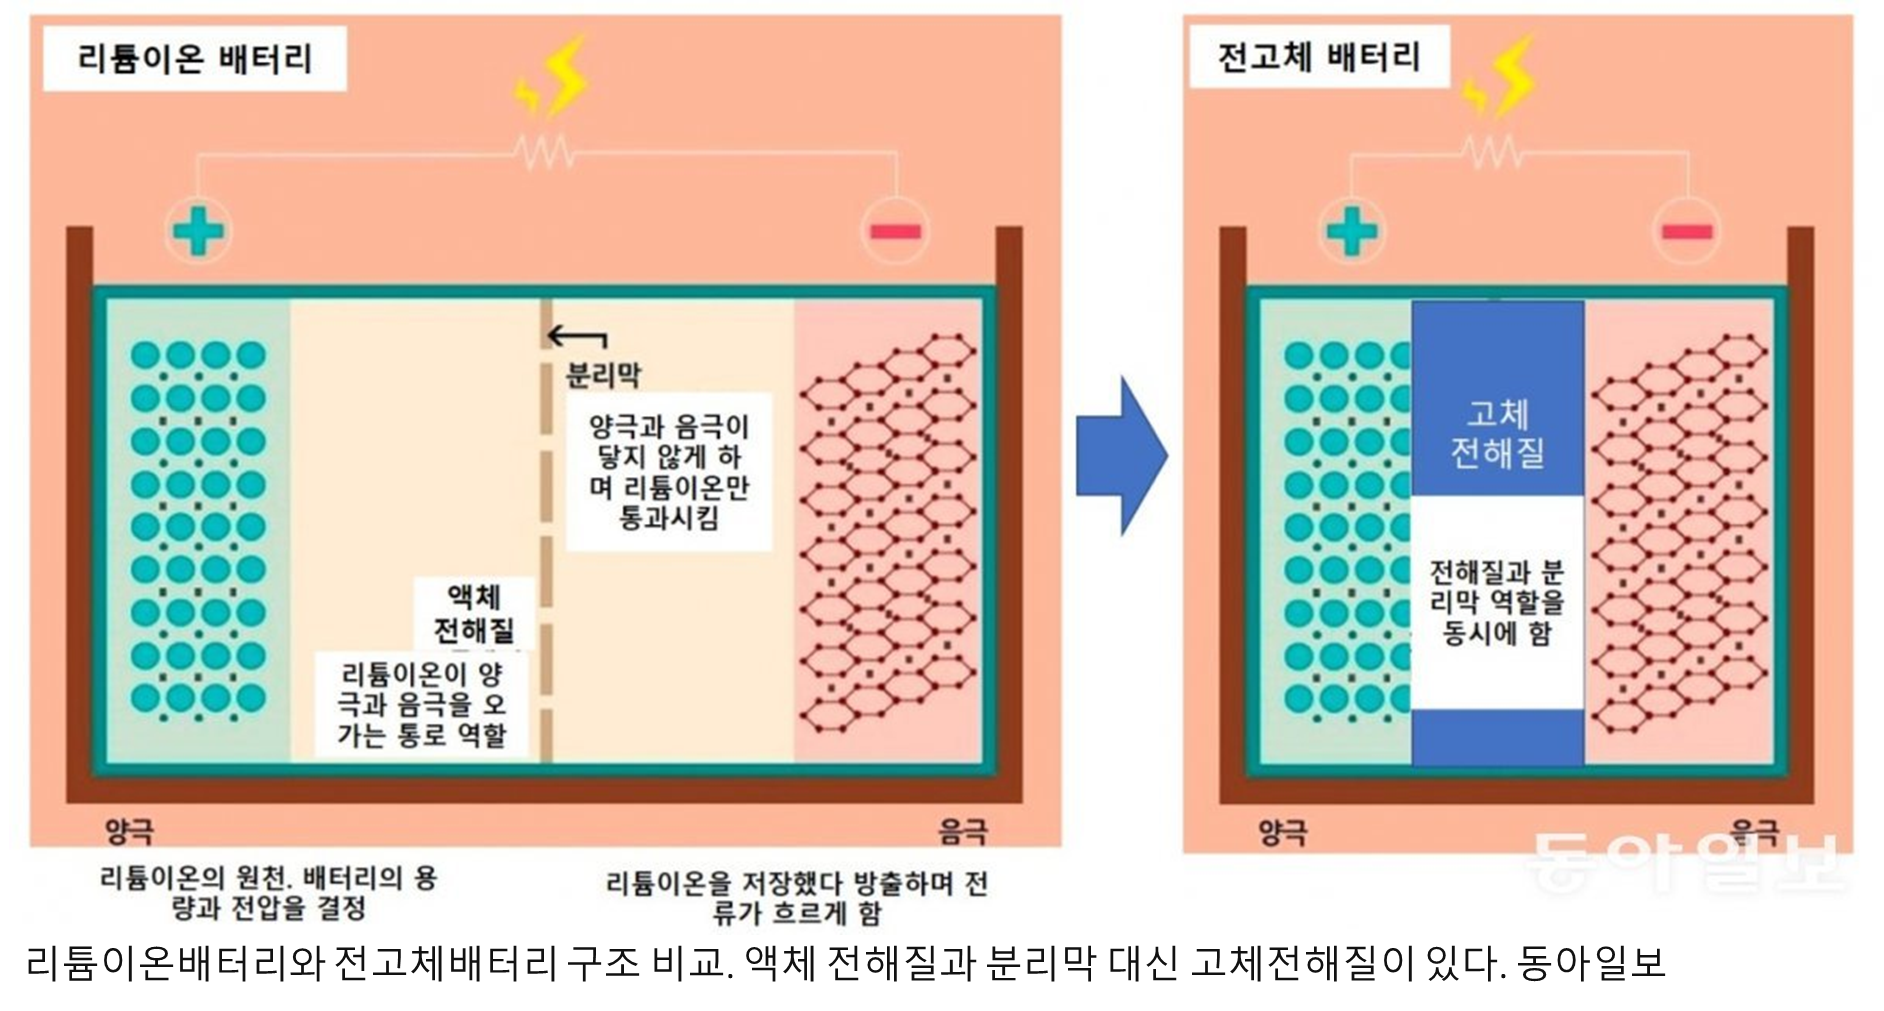 리튬이온 배터리
분리막
양극과 음극이
닿지 않게 하
며 리튬이온만
통과시킴
액체
전해질
리튬이온이 양
극과 음극을 오
가는 통로 역할
양극
음극
리튬이온의 원천. 배터리의 용
량과 전압을 결정
리튬이온을 저장했다 방출하며 전
류가 흐르게 함
전고체 배터리
고체
전해질
전해질과 분
리막 역할을
동시에 함
양극
음극
동아일보
리튬이온배터리와 전고체배터리 구조 비교. 액체 전해질과 분리막 대신 고체전해질이 있다. 동아일보